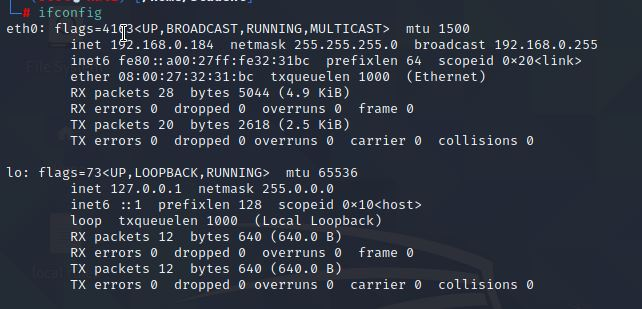 # ifconfig
eth0: flags=4163<UP,BROADCAST,RUNNING,MULTICAST>  mtu 1500
        inet 192.168.0.184  netmask 255.255.255.0  broadcast 192.168.0.255
        inet6 fe80::a00:27ff:fe32:31bc  prefixlen 64  scopeid 0×20<link>
        ether 08:00:27:32:31:bc  txqueuelen 1000  (Ethernet)
        RX packets 28  bytes 5044 (4.9 KiB)
        RX errors 0  dropped 0  overruns 0  frame 0
        TX packets 20  bytes 2618 (2.5 KiB)
        TX errors 0  dropped 0 overruns 0  carrier 0  collisions 0

lo: flags=73<UP,LOOPBACK,RUNNING>  mtu 65536
        inet 127.0.0.1  netmask 255.0.0.0
        inet6 ::1  prefixlen 128  scopeid 0×10<host>
        loop  txqueuelen 1000  (Local Loopback)
        RX packets 12  bytes 640 (640.0 B)
        RX errors 0  dropped 0  overruns 0  frame 0
        TX packets 12  bytes 640 (640.0 B)
        TX errors 0  dropped 0 overruns 0  carrier 0  collisions 0